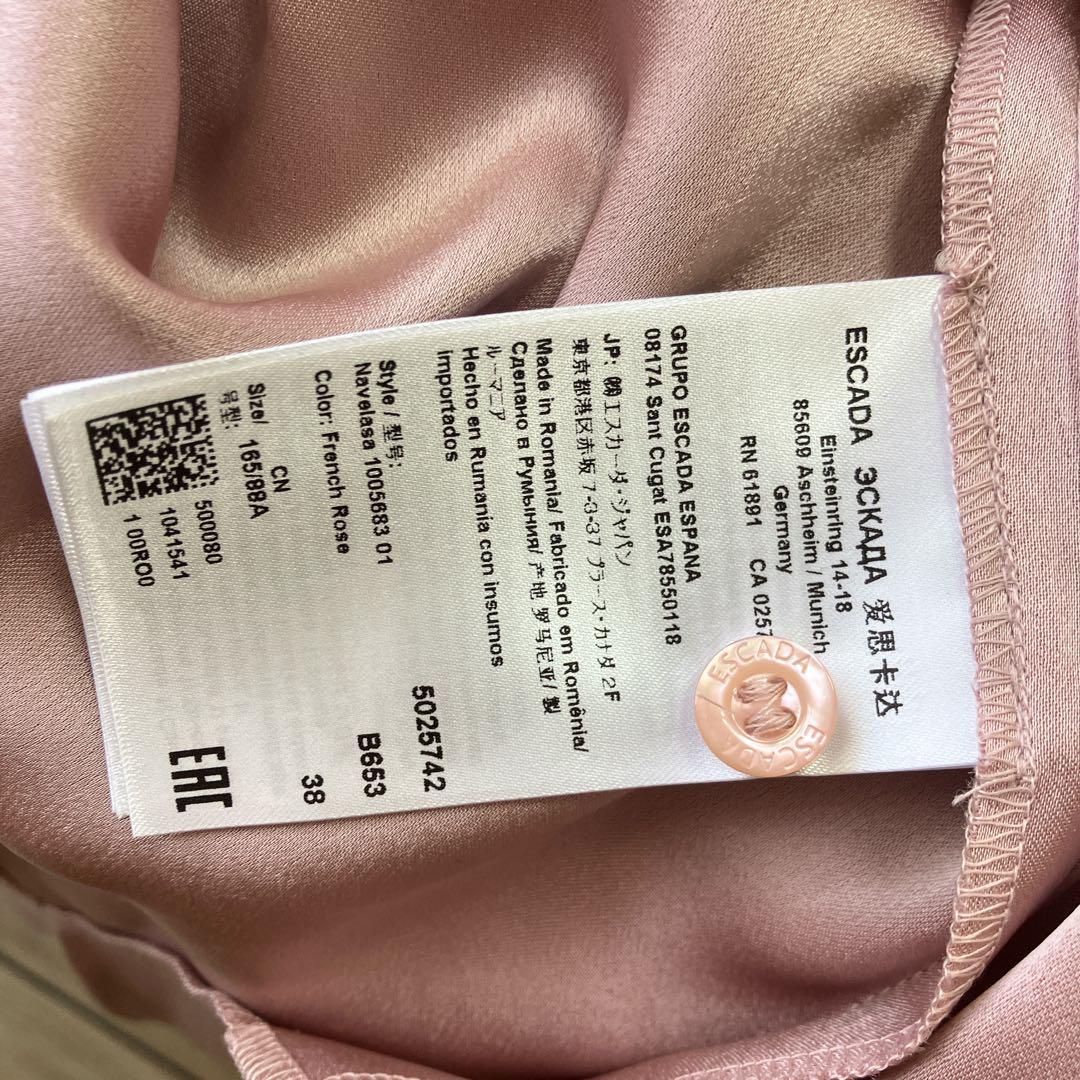 ESCADA ЭСКАДА 爱思卡达
Einsteinring 14-18
85609 Aschheim / Munich
Germany
RN 61891 CA 0257
GRUPO ESCADA ESPANA
08174 Sant Cugat ESA78550118
JP: ㈱エスカーダ・ジャパン
東京都港区赤坂 7-3-37 プラース・カナダ 2F
Made in Romania/ Fabricado em Romênia/
Сделано в Румыния/ 产地 罗马尼亚/ 製
ルーマニア
Hecho en Rumania con insumos
importados
5025742
Style / 型号:
Navelasa 1005683 01
B653
Color: French Rose
38
CN
Size/
号型: 165/88A
EAC
500080
1041541
1 00RO0
ESCADA
ESCADA